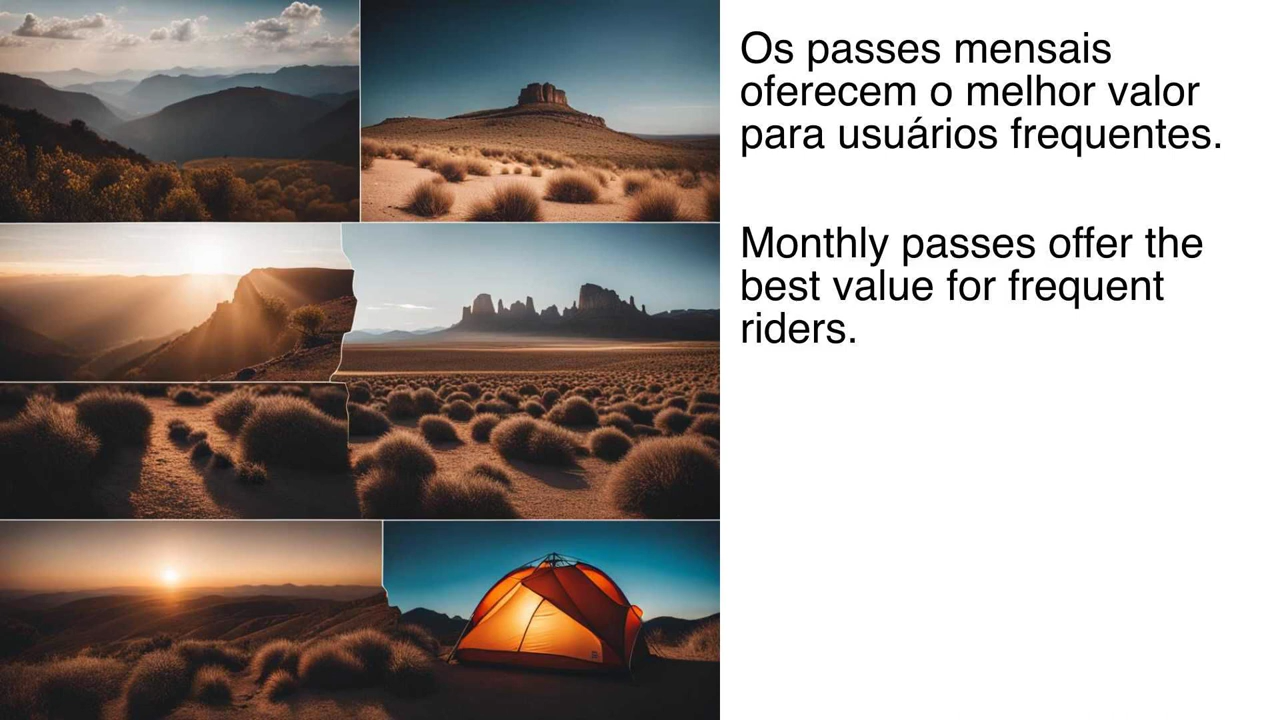 Os passes mensais
oferecem o melhor valor
para usuários frequentes.
Monthly passes offer the
best value for frequent
riders.